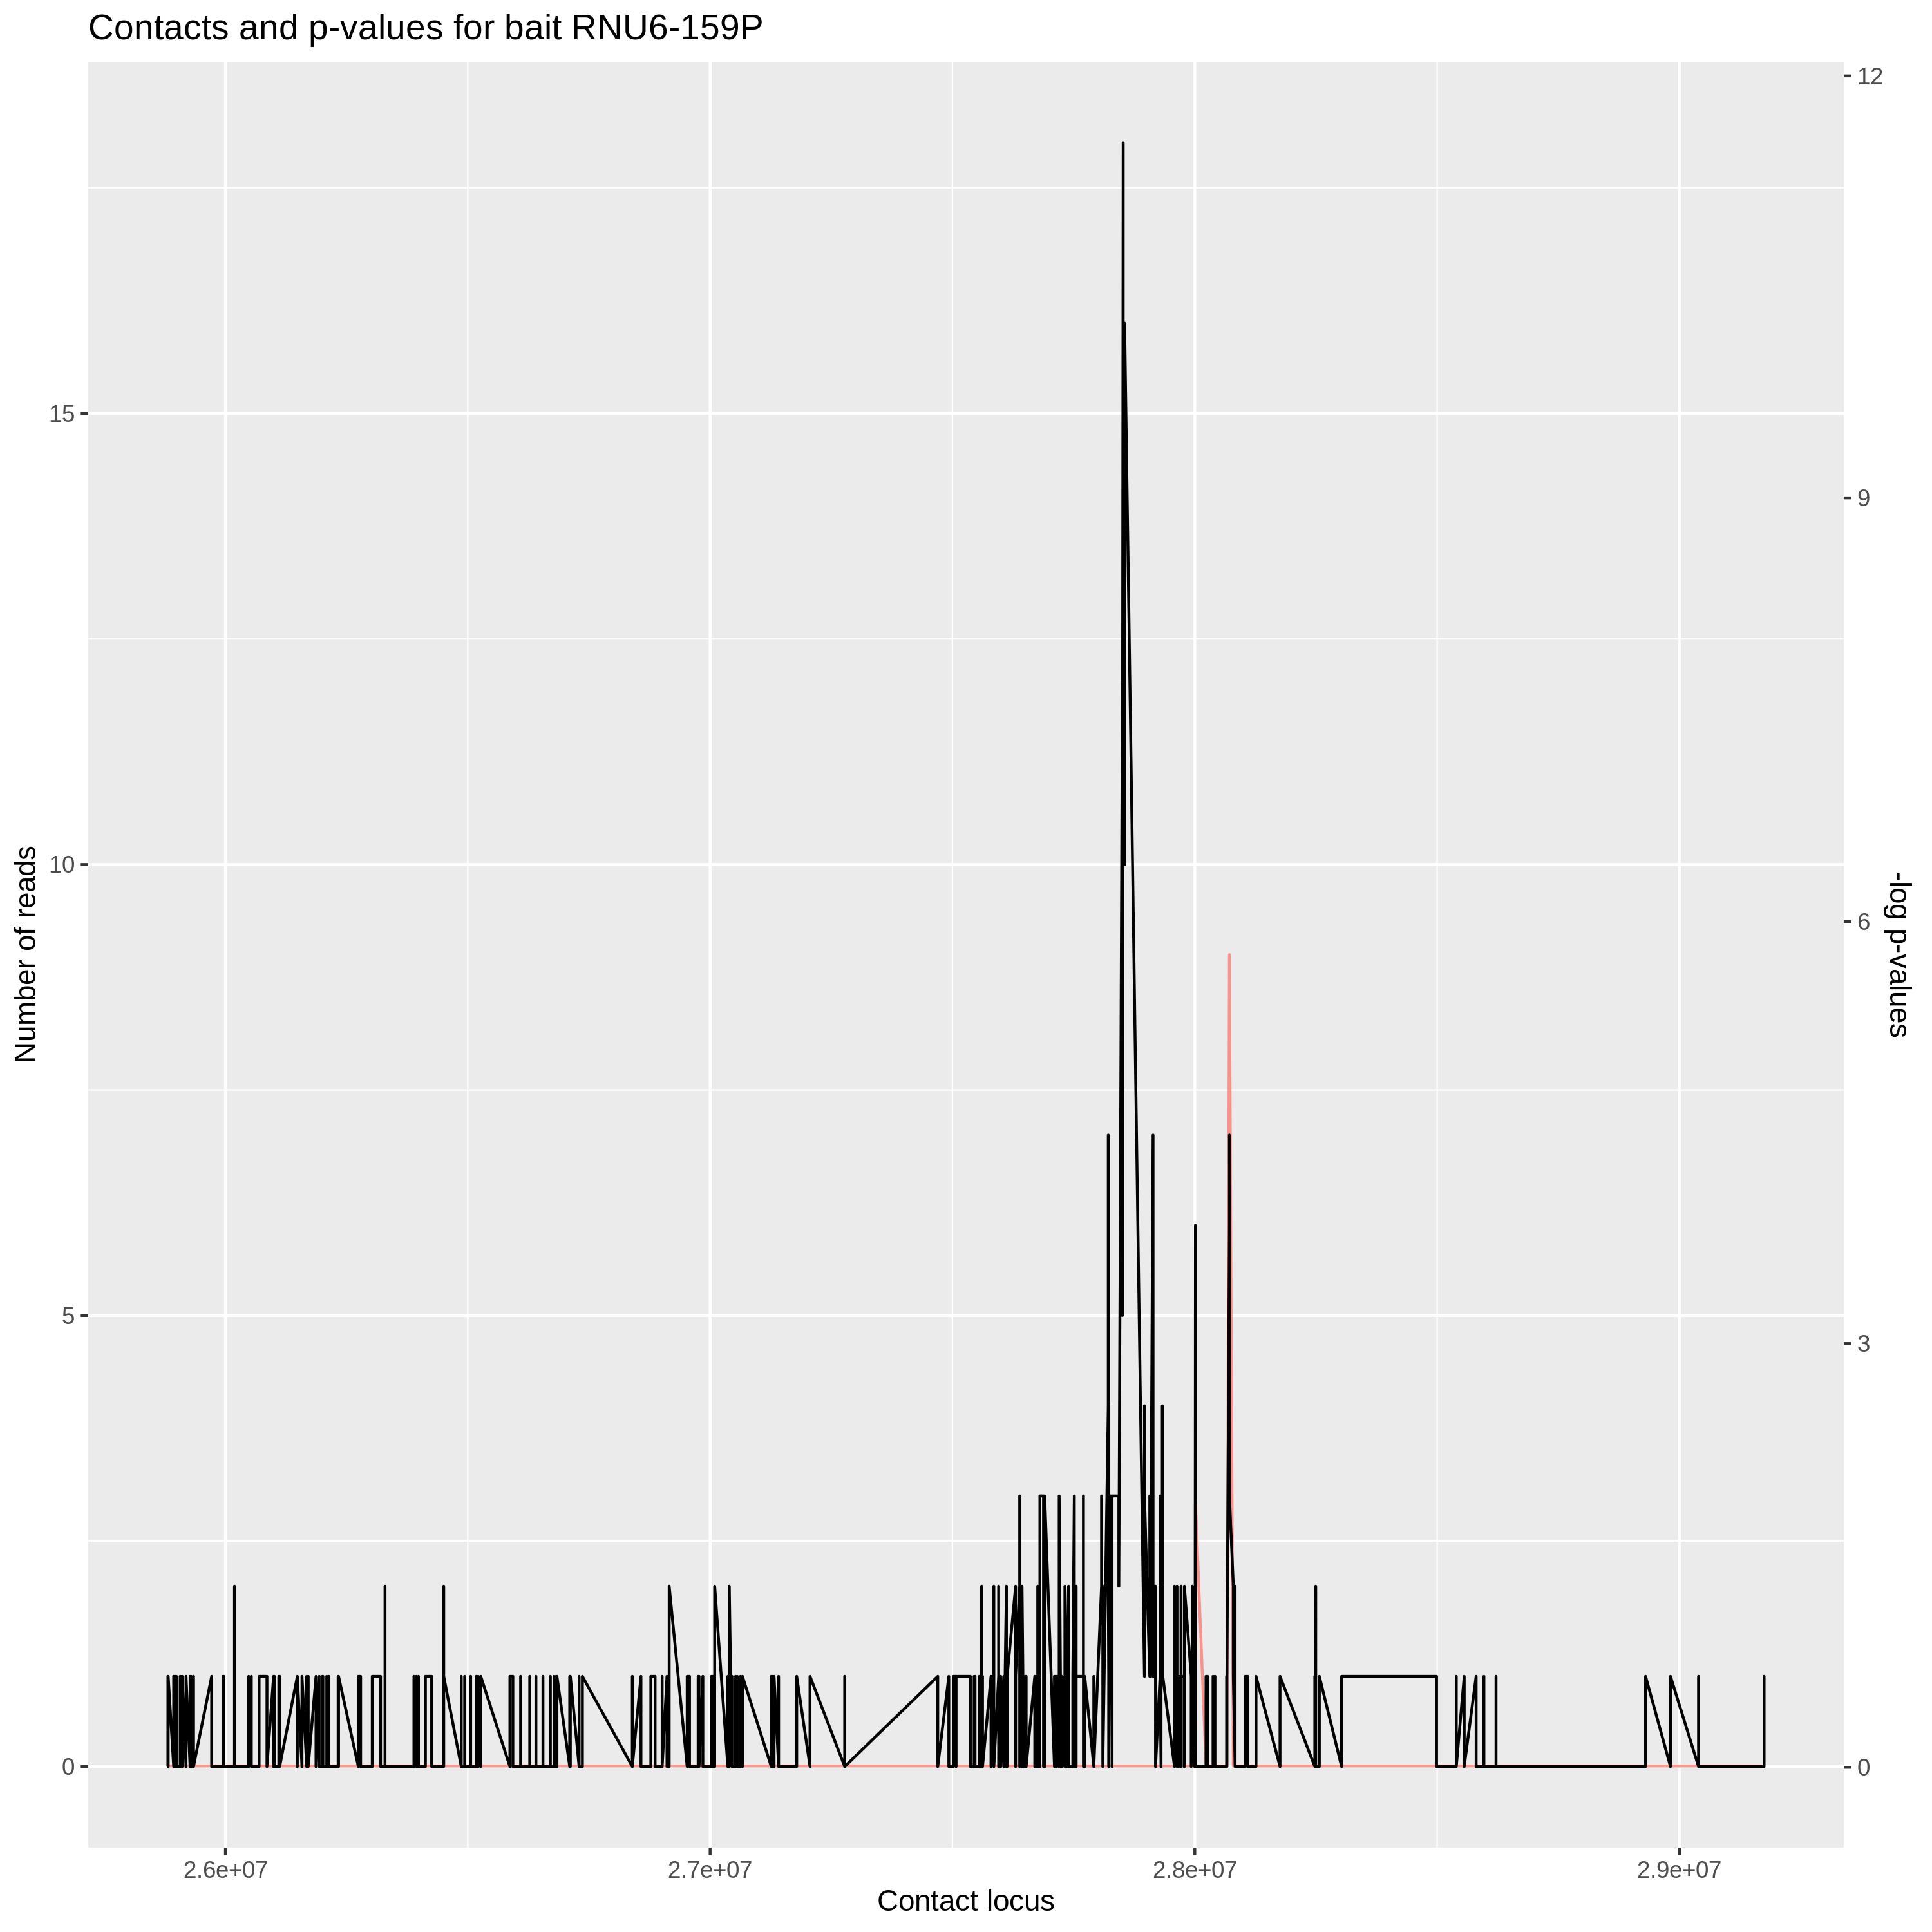 Contacts and p-values for bait RNU6-159P
Number of reads
15
10
5
0
12
9
6
3
0
-log p-values
2.6e+07
2.7e+07
2.8e+07
2.9e+07
Contact locus